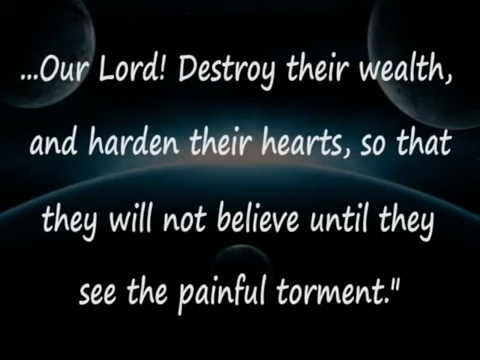 ...Our Lord! Destroy their wealth,
and harden their hearts, so that
they will not believe until they
see the painful torment."